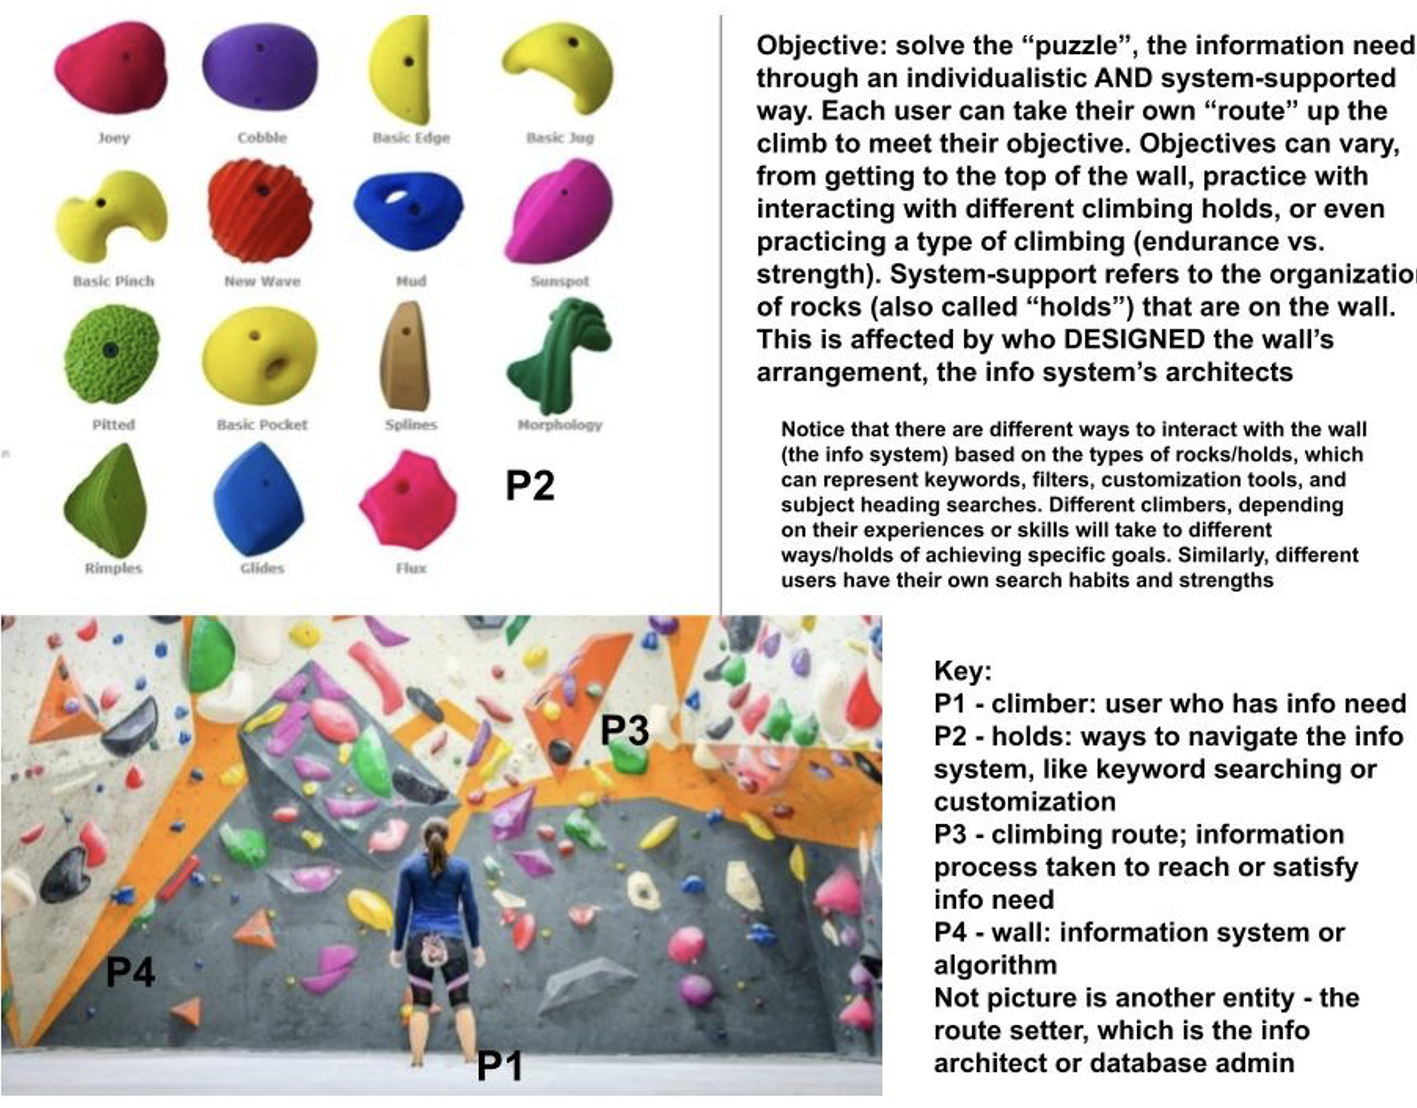 Joey
Cobble
Basic Edge
Basic Jug
Basic Pinch
New Wave
Mud
Sunspot
Pitted
Basic Pocket
Splines
Morphology
Rimples
Glides
Flux
P2
Objective: solve the “puzzle”, the information need
through an individualistic AND system-supported
way. Each user can take their own “route” up the
climb to meet their objective. Objectives can vary,
from getting to the top of the wall, practice with
interacting with different climbing holds, or even
practicing a type of climbing (endurance vs.
strength). System-support refers to the organizatio
of rocks (also called “holds”) that are on the wall.
This is affected by who DESIGNED the wall’s
arrangement, the info system’s architects
Notice that there are different ways to interact with the wall
(the info system) based on the types of rocks/holds, which
can represent keywords, filters, customization tools, and
subject heading searches. Different climbers, depending
on their experiences or skills will take to different
ways/holds of achieving specific goals. Similarly, different
users have their own search habits and strengths
P3
P4
P1
Key:
P1 - climber: user who has info need
P2 - holds: ways to navigate the info
system, like keyword searching or
customization
P3 - climbing route; information
process taken to reach or satisfy
info need
P4 - wall: information system or
algorithm
Not picture is another entity - the
route setter, which is the info
architect or database admin